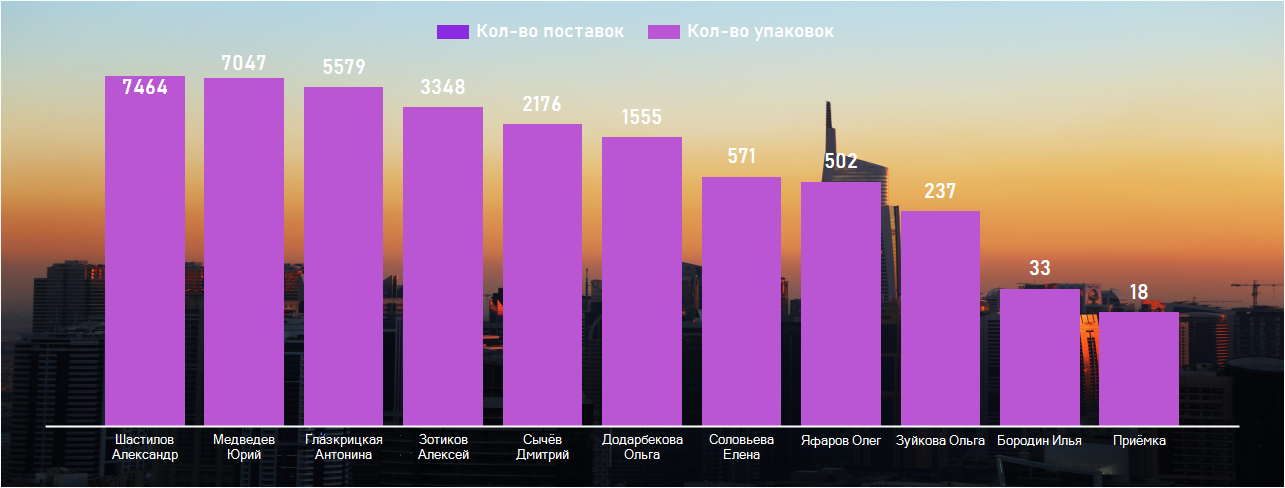 Кол-во поставок Кол-во упаковок
7464 7047 5579 3348 2176 1555 571 502 237 33 18
Шастилов Медведев Глазкрицкая Зотиков Сычёв Додарбекова Соловьева Яфаров Олег Зуйкова Ольга Бородин Илья Приёмка
Александр Юрий Антонина Алексей Дмитрий Ольга Елена